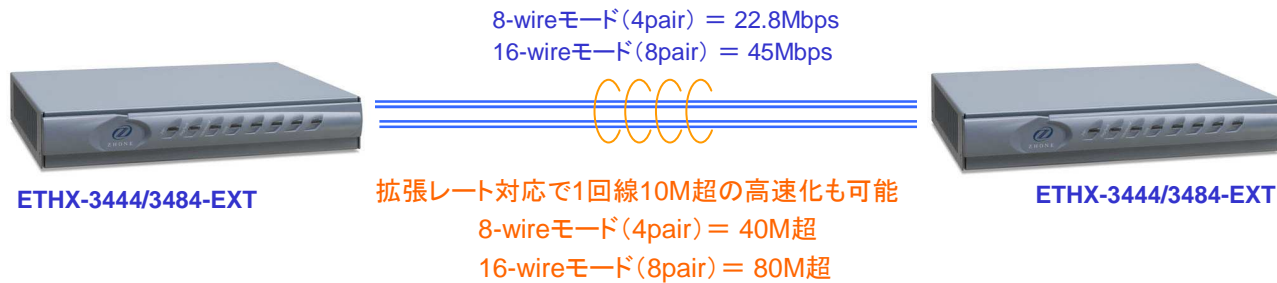 8-wireモード(4pair) = 22.8Mbps
16-wireモード(8pair) = 45Mbps
ZHONE
ZHONE
ETHX-3444/3484-EXT
ETHX-3444/3484-EXT
拡張レート対応で1回線10M超の高速化も可能
8-wireモード(4pair)= 40M超
16-wireモード(8pair)= 80M超